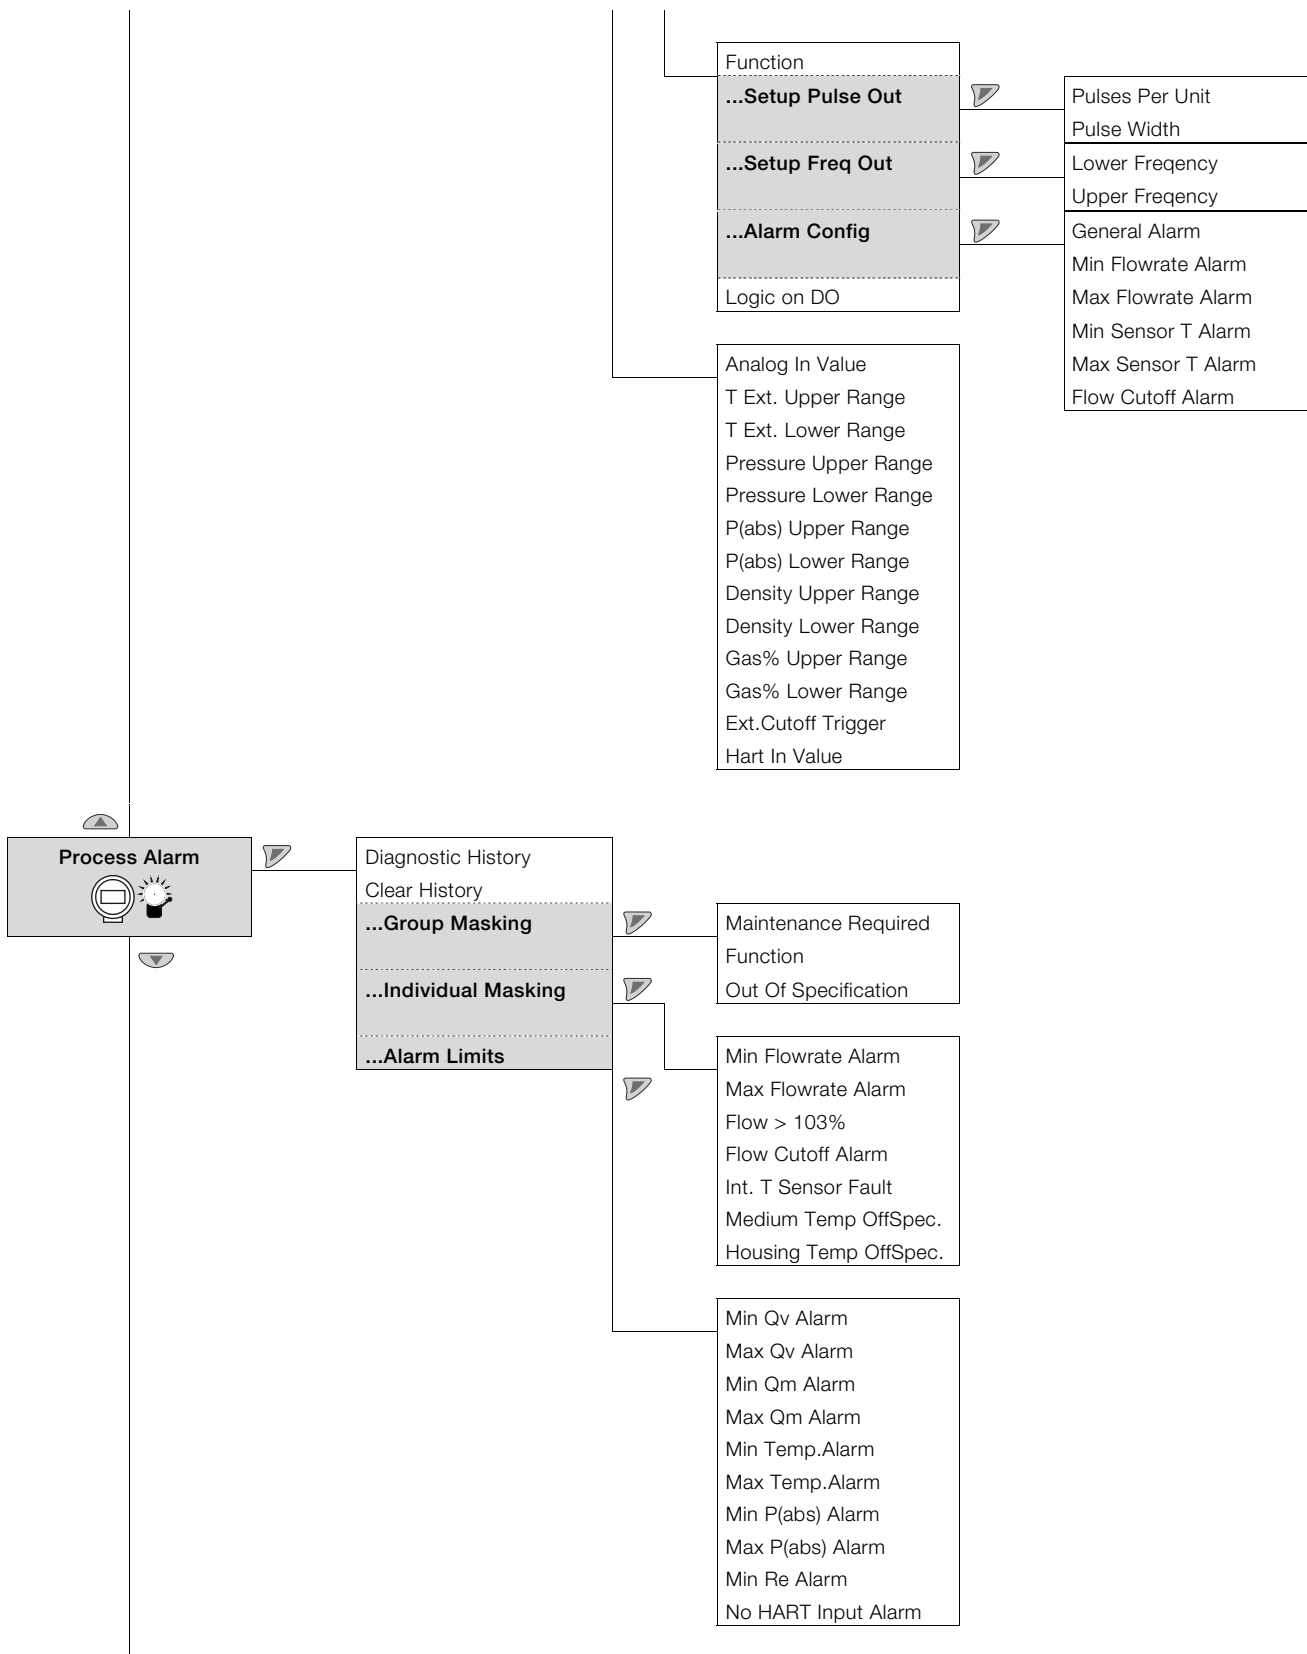 Function
...Setup Pulse Out
Pulses Per Unit
Pulse Width
...Setup Freq Out
Lower Freqency
Upper Freqency
...Alarm Config
General Alarm
Min Flowrate Alarm
Max Flowrate Alarm
Min Sensor T Alarm
Max Sensor T Alarm
Flow Cutoff Alarm
Logic on DO
Analog In Value
T Ext. Upper Range
T Ext. Lower Range
Pressure Upper Range
Pressure Lower Range
P(abs) Upper Range
P(abs) Lower Range
Density Upper Range
Density Lower Range
Gas% Upper Range
Gas% Lower Range
Ext.Cutoff Trigger
Hart In Value
Process Alarm
Diagnostic History
Clear History
...Group Masking
Maintenance Required
Function
Out Of Specification
...Individual Masking
...Alarm Limits
Min Flowrate Alarm
Max Flowrate Alarm
Flow > 103%
Flow Cutoff Alarm
Int. T Sensor Fault
Medium Temp OffSpec.
Housing Temp OffSpec.
Min Qv Alarm
Max Qv Alarm
Min Qm Alarm
Max Qm Alarm
Min Temp.Alarm
Max Temp.Alarm
Min P(abs) Alarm
Max P(abs) Alarm
Min Re Alarm
No HART Input Alarm